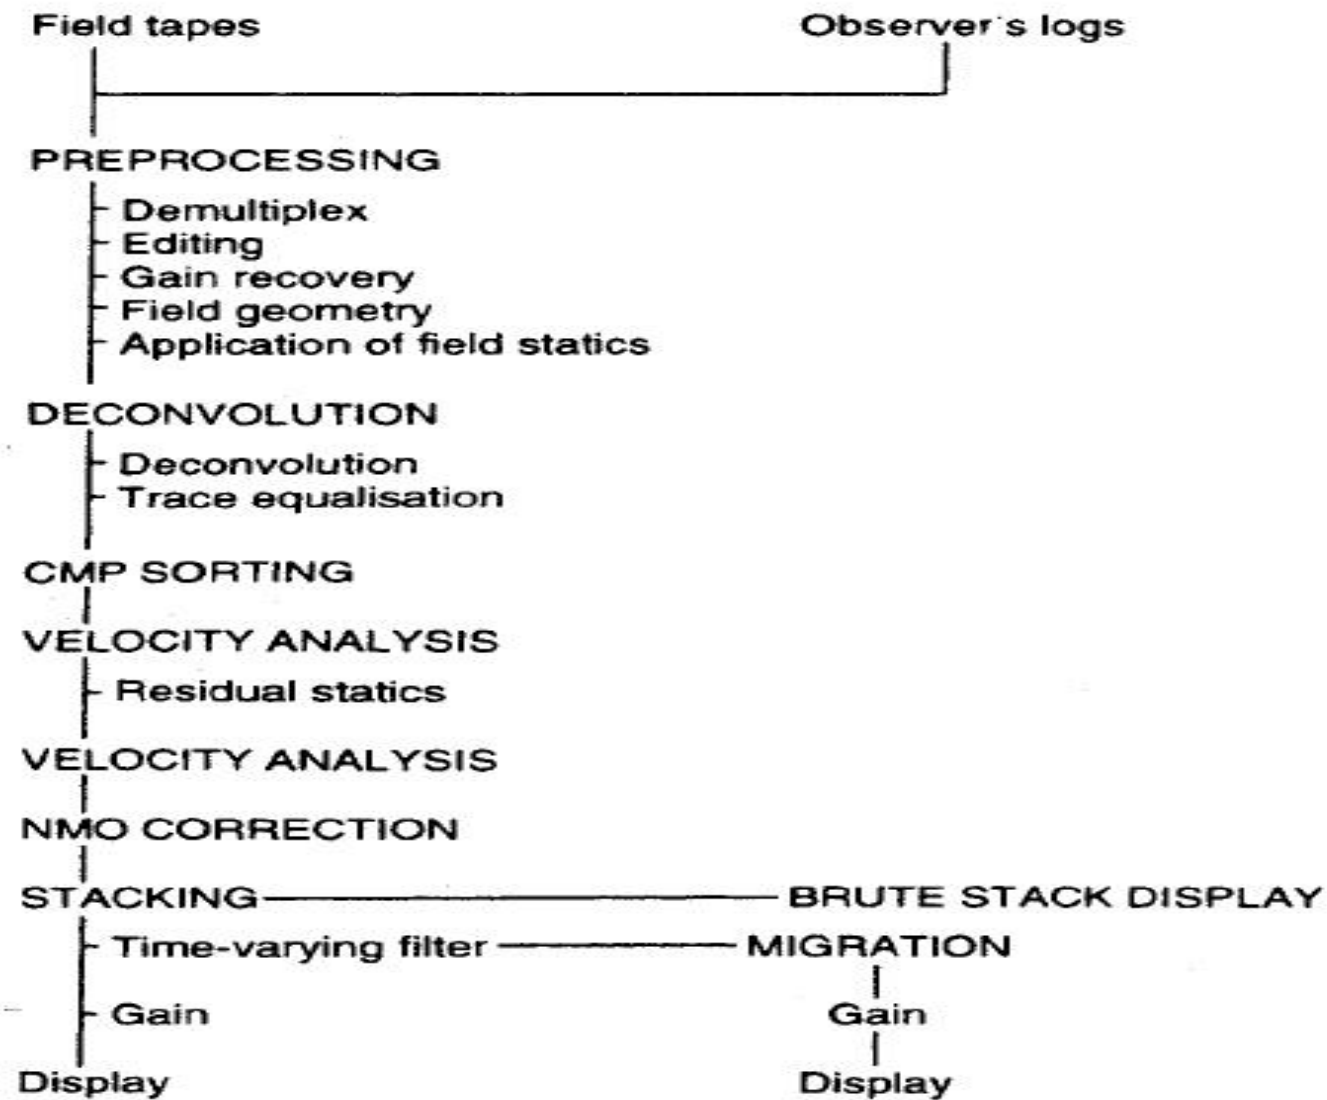 Field tapes
Observer's logs
PREPROCESSING
Demultiplex
Editing
Gain recovery
Field geometry
Application of field statics
DECONVOLUTION
Deconvolution
Trace equalisation
CMP SORTING
VELOCITY ANALYSIS
Residual statics
VELOCITY ANALYSIS
NMO CORRECTION
STACKING
BRUTE STACK DISPLAY
Time-varying filter
MIGRATION
Gain
Gain
Display
Display